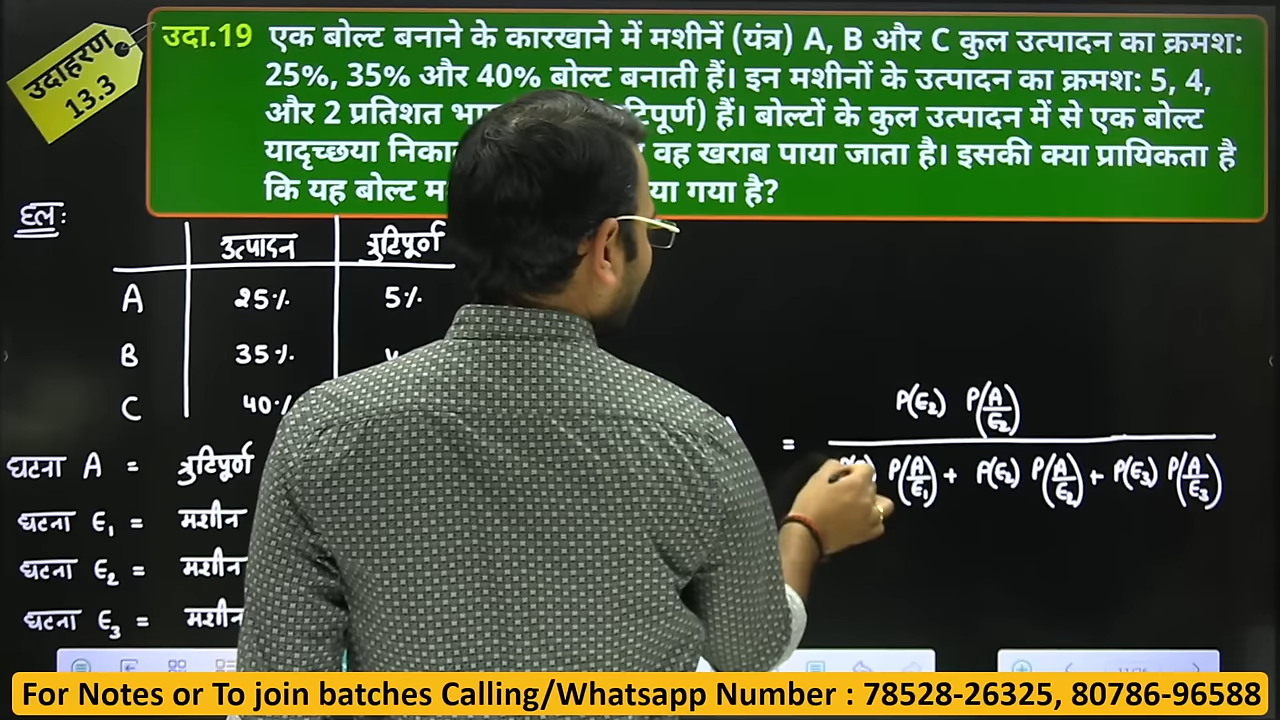 उदाहरण
13.3
उदा.19 एक बोल्ट बनाने के कारखाने में मशीनें (यंत्र) A, B और C कुल उत्पादन का क्रमश:
25%, 35% और 40% बोल्ट बनाती हैं। इन मशीनों के उत्पादन का क्रमश: 5, 4,
और 2 प्रतिशत हैं। बोल्टों के कुल उत्पादन में से एक बोल्ट
यादृच्छया वह खराब पाया जाता है। इसकी क्या प्रायिकता है
कि यह बोल्ट गया है?
हल:
उत्पादन त्रुटिपूर्ण
A 25% 5%
B 35%
C 40%
घटना A = त्रुटिपूर्ण
घटना E₁ = मशीन
घटना E₂ = मशीन
घटना E₃ = मशीन
P(E₂) P(A/E₂)
=
P(A/E₁) + P(E₂) P(A/E₂) + P(E₃) P(A/E₃)
For Notes or To join batches Calling/Whatsapp Number : 78528-26325, 80786-96588